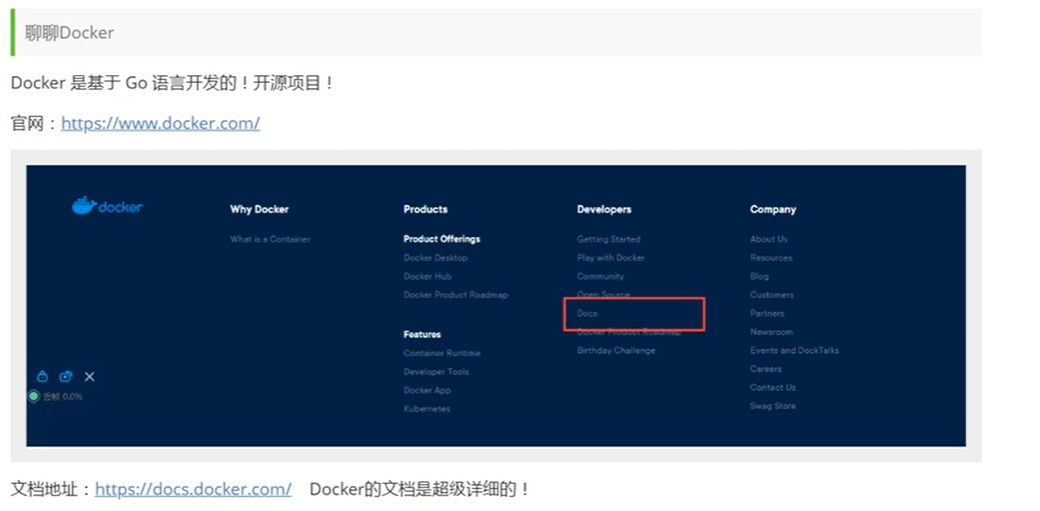 聊聊Docker
Docker 是基于 Go 语言开发的！开源项目！
官网：https://www.docker.com/
docker
Why Docker
What is a Container
Products
Product Offerings
Docker Desktop
Docker Hub
Docker Product Roadmap
Features
Container Runtime
Developer Tools
Docker App
Kubernetes
Developers
Getting Started
Play with Docker
Community
Open Source
Docs
Docker Product Roadmap
Birthday Challenge
Company
About Us
Resources
Blog
Customers
Partners
Newsroom
Events and DockTalks
Careers
Contact Us
Swag Store
丢帧 0.0%
文档地址：https://docs.docker.com/ Docker的文档是超级详细的！